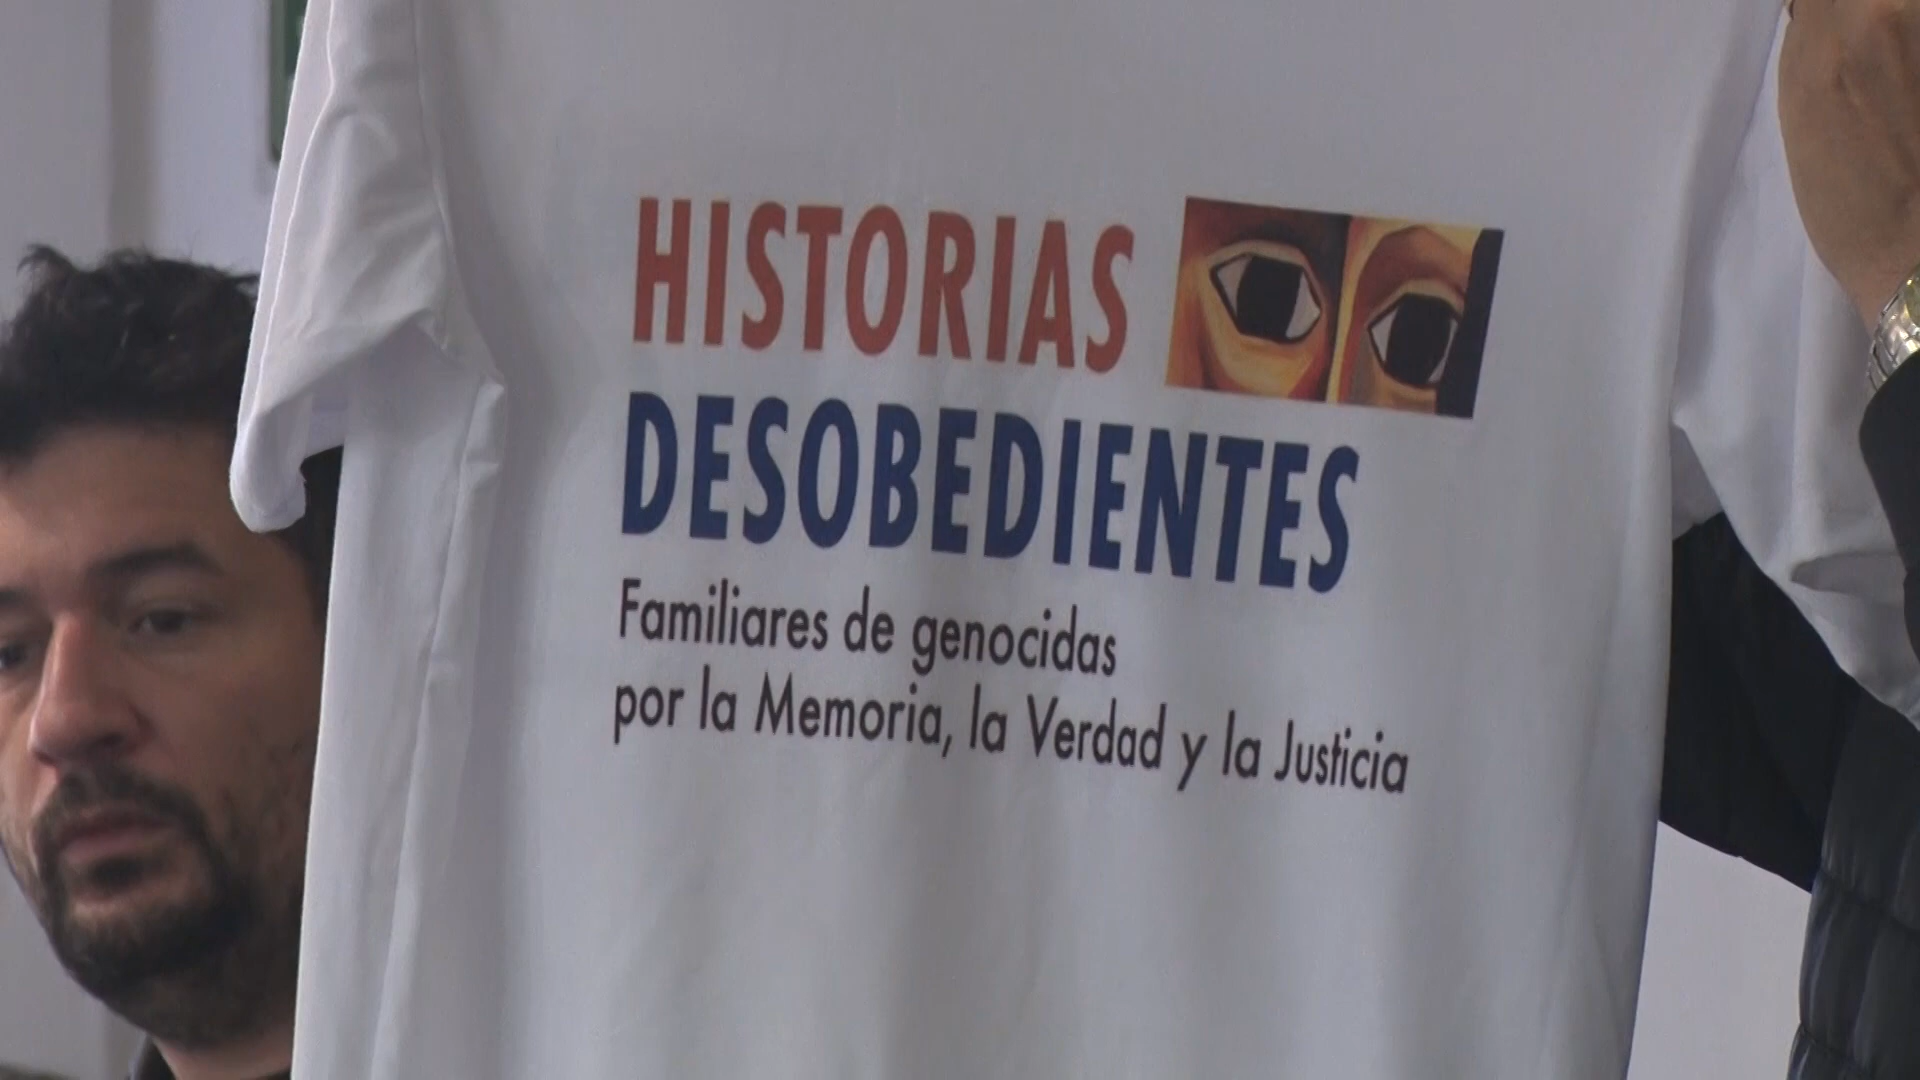 HISTORIAS
DESOBEDIENTES
Familiares de genocidas
por la Memoria, la Verdad y la Justicia